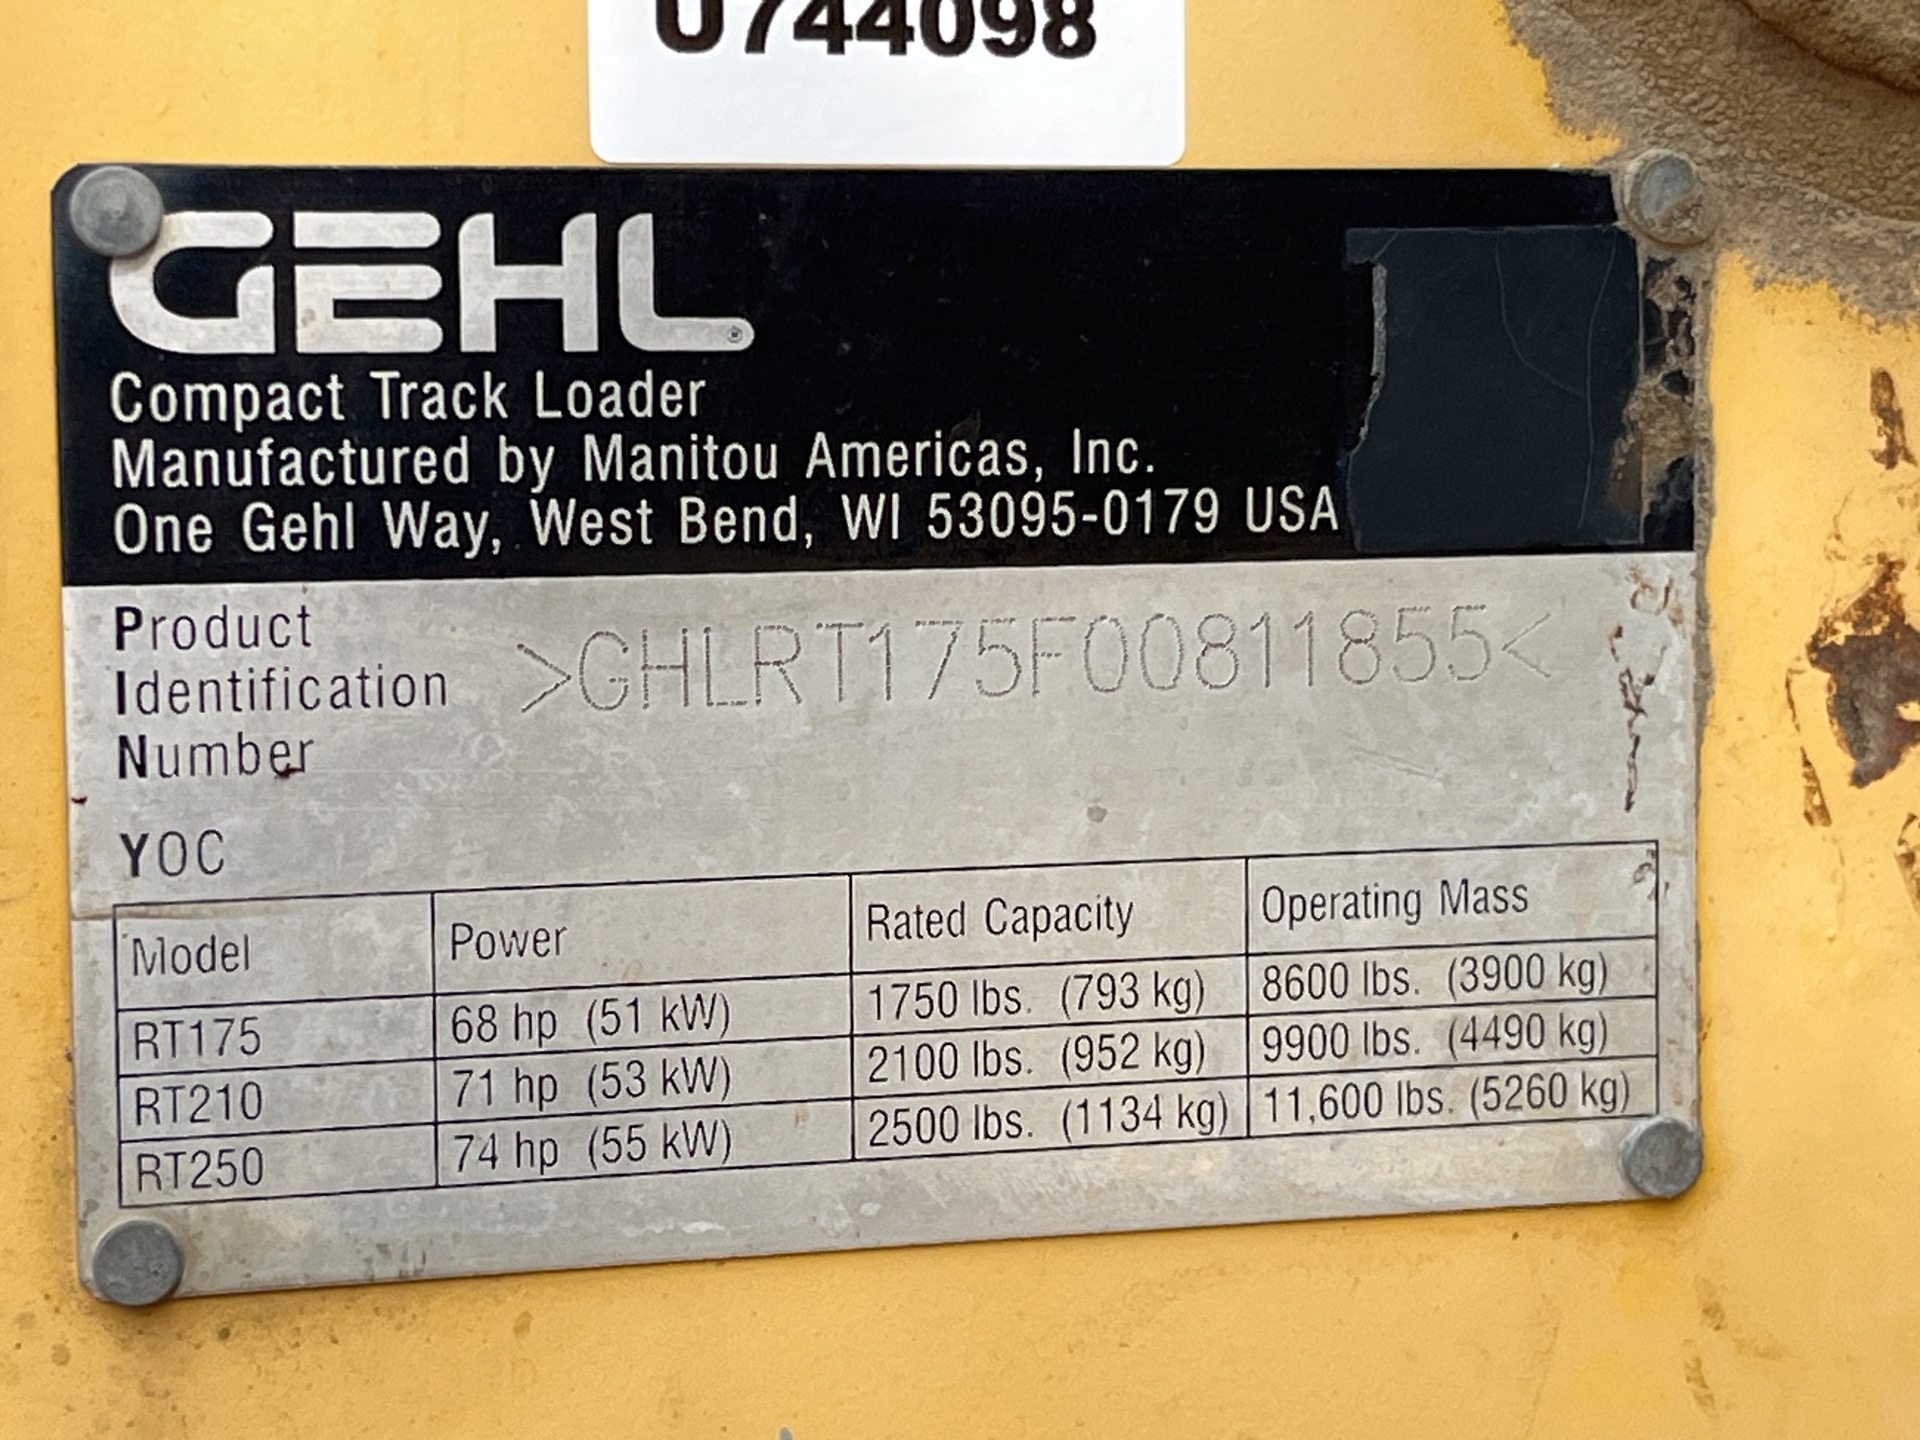 U744098
GEHL®
Compact Track Loader
Manufactured by Manitou Americas, Inc.
One Gehl Way, West Bend, WI 53095-0179 USA
Product
Identification >GHLRT175F00811855<
Number
YOC
Model Power Rated Capacity Operating Mass
RT175 68 hp (51 kW) 1750 lbs. (793 kg) 8600 lbs. (3900 kg)
RT210 71 hp (53 kW) 2100 lbs. (952 kg) 9900 lbs. (4490 kg)
RT250 74 hp (55 kW) 2500 lbs. (1134 kg) 11,600 lbs. (5260 kg)